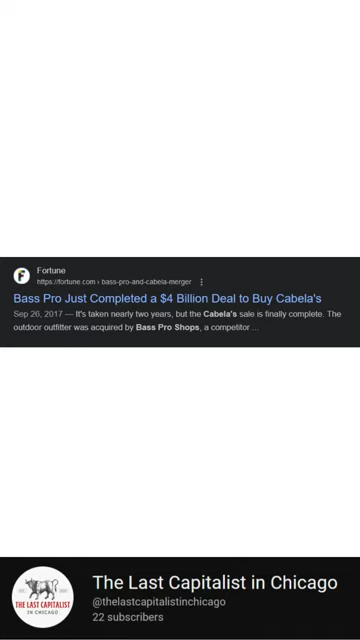 Fortune
https://fortune.com › bass-pro-and-cabela-merger
Bass Pro Just Completed a $4 Billion Deal to Buy Cabela's
Sep 26, 2017 — It's taken nearly two years, but the Cabela's sale is finally complete. The
outdoor outfitter was acquired by Bass Pro Shops, a competitor ...
THE LAST CAPITALIST
IN CHICAGO
The Last Capitalist in Chicago
@thelastcapitalistinchicago
22 subscribers